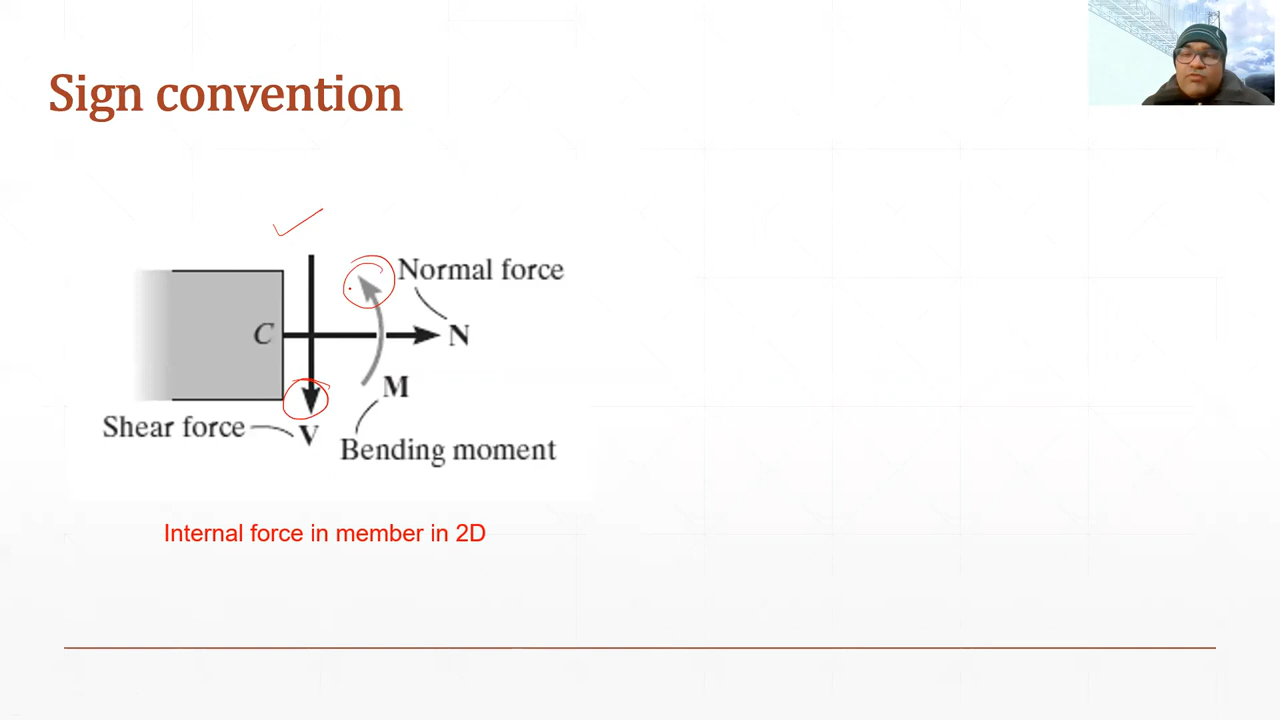 Sign convention
Normal force
C
N
M
Shear force
V
Bending moment
Internal force in member in 2D